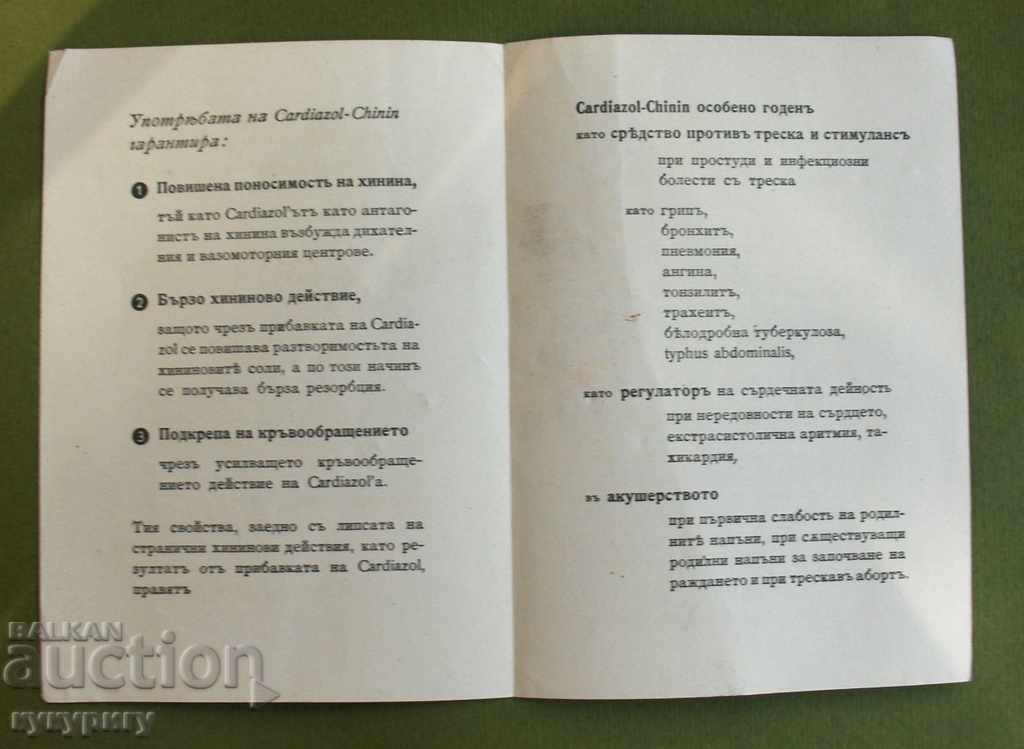 Употрѣбата на Cardiazol-Chinin
гарантира:
1 Повишена поносимость на хинина,
тъй като Cardiazol'ътъ като антаго-
нистъ на хинина възбужда дихател-
ния и вазомоторния центрове.
2 Бързо хининово действие,
защото чрезъ прибавката на Cardia-
zol се повишава разтворимостьта на
хининовитѣ соли, а по този начинъ
се получава бърза резорбция.
3 Подкрепа на кръвообращението
чрезъ усилващето кръвообраще-
нието действие на Cardiazol'a.
Тия свойства, заедно съ липсата на
странични хининови действия, като ре-
зултатъ отъ прибавката на Cardiazol,
правятъ
Cardiazol-Chinin особено годенъ
като срѣдство противъ треска и стимулансъ
при простуди и инфекциозни
болести съ треска
като грипъ,
бронхитъ,
пневмония,
ангина,
тонзилитъ,
трахеитъ,
бѣлодробна туберкулоза,
typhus abdominalis,
като регулаторъ на сърдечната дейность
при нередовности на сърдцето,
екстрасистолична аритмия, та-
хикардия,
въ акушерството
при първична слабость на родил-
нитѣ напъни, при сѫществуващи
родилни напъни за започване на
раждането и при трескавъ абортъ.
BALKAN
auction
кукуригу